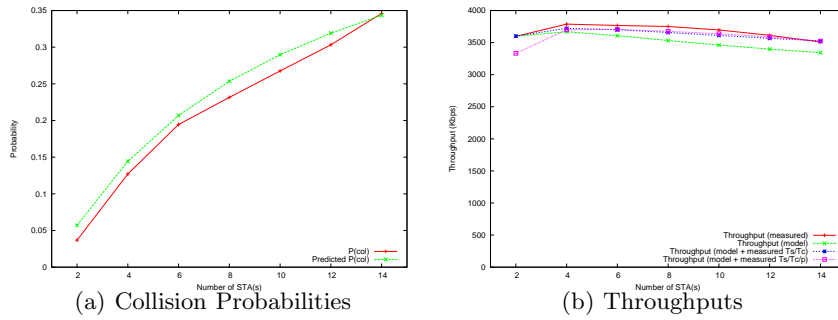 0.35
0.3
0.25
0.2
0.15
0.1
0.05
0
Probability
2 4 6 8 10 12 14
Number of STA(s)
P(col)
Predicted P(col)
(a) Collision Probabilities
4000
3500
3000
2500
2000
1500
1000
500
0
Throughput (Kbps)
2 4 6 8 10 12 14
Number of STA(s)
Throughput (measured)
Throughput (model)
Throughput (model + measured Ts/Tc)
Throughput (model + measured Ts/Tc/p)
(b) Throughputs